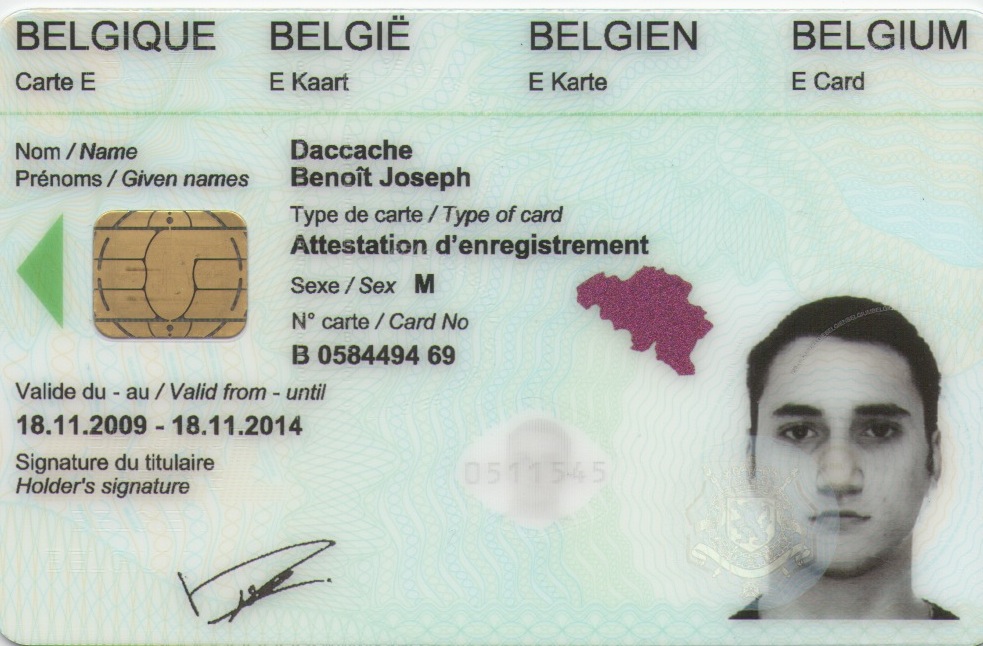 BELGIQUE BELGIË BELGIEN BELGIUM
Carte E E Kaart E Karte E Card
Nom / Name Daccache
Prénoms / Given names Benoît Joseph
Type de carte / Type of card
Attestation d'enregistrement
Sexe / Sex M
N° carte / Card No
B 0584494 69
Valide du - au / Valid from - until
18.11.2009 - 18.11.2014
Signature du titulaire
Holder's signature